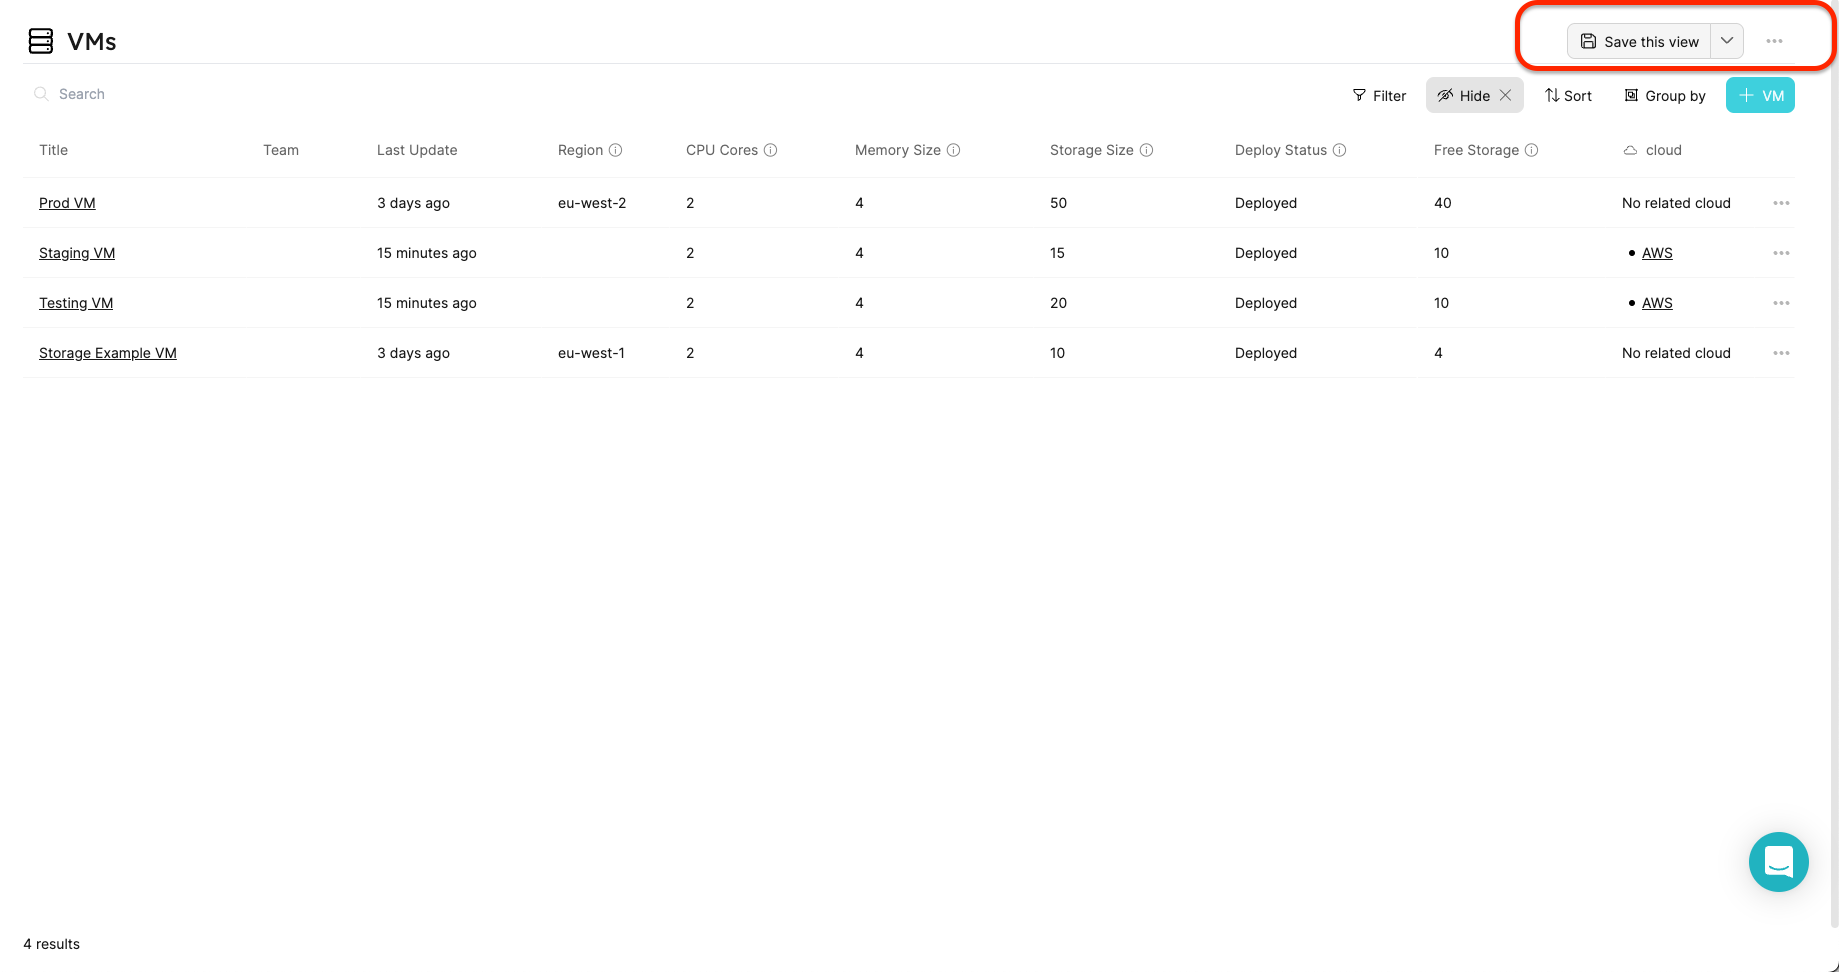 VMs
Save this view
Search
Filter Hide Sort Group by + VM
Title Team Last Update Region CPU Cores Memory Size Storage Size Deploy Status Free Storage cloud
Prod VM 3 days ago eu-west-2 2 4 50 Deployed 40 No related cloud
Staging VM 15 minutes ago 2 4 15 Deployed 10 • AWS
Testing VM 15 minutes ago 2 4 20 Deployed 10 • AWS
Storage Example VM 3 days ago eu-west-1 2 4 10 Deployed 4 No related cloud
4 results